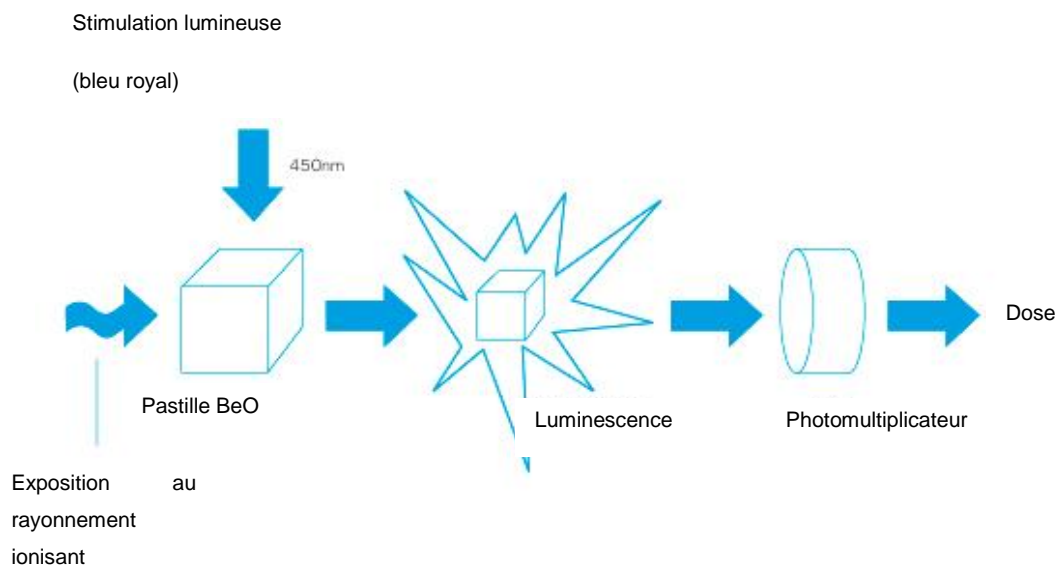 Stimulation lumineuse
(bleu royal)
450nm
Dose
Pastille BeO
Luminescence
Photomultiplicateur
Exposition au
rayonnement
ionisant